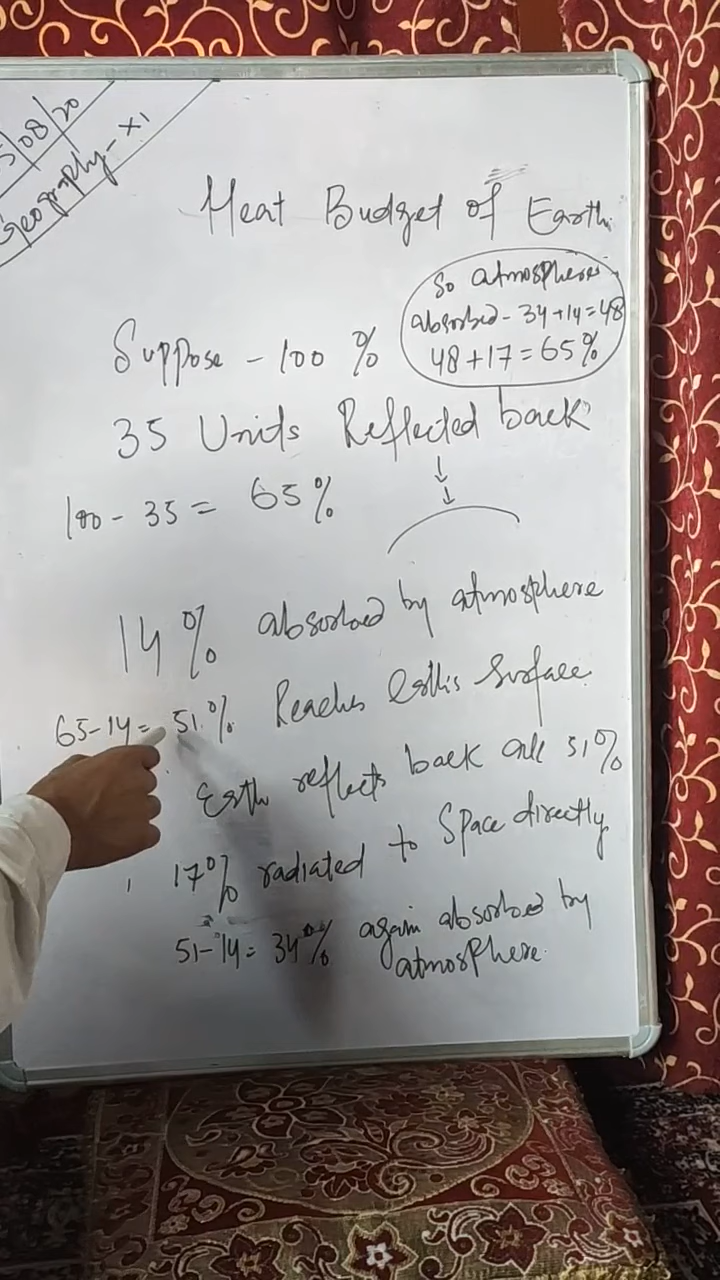 5/08/20
Geography-XI
Heat Budget of Earth
So atmosphere
absorbed - 34+14=48
48+17=65%
Suppose - 100 %
35 Units Reflected back
100 - 35 = 65%
14% absorbed by atmosphere
65-14= 51% Reaches Surface
Earth reflects back all 51%
17% radiated to Space directly
51-14= 34% again absorbed by
atmosphere.